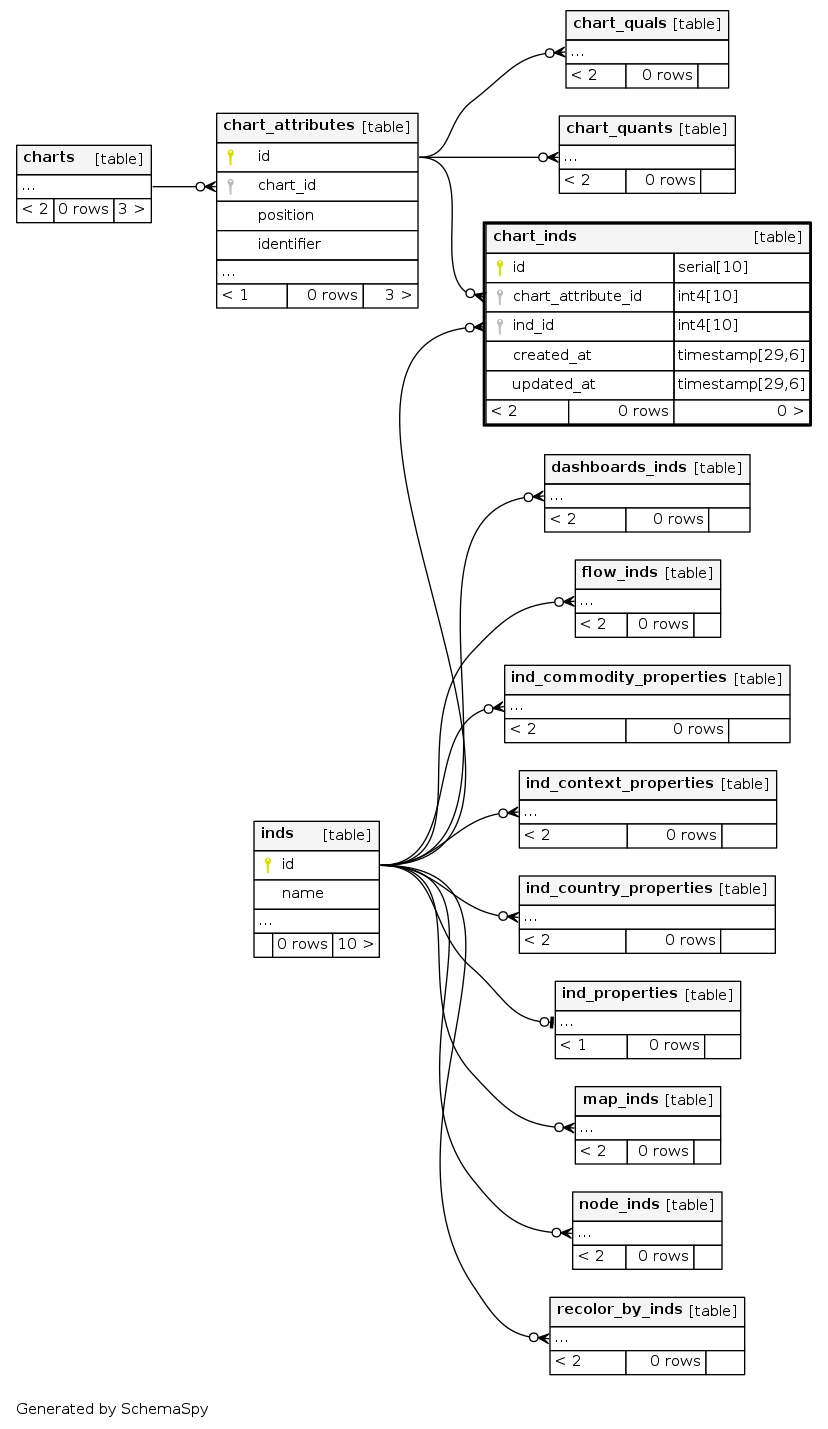 chart_quals [table]
...
< 2 0 rows
chart_quants [table]
...
< 2 0 rows
charts [table]
...
< 2 0 rows 3 >
chart_attributes [table]
id
chart_id
position
identifier
...
< 1 0 rows 3 >
chart_inds [table]
id serial[10]
chart_attribute_id int4[10]
ind_id int4[10]
created_at timestamp[29,6]
updated_at timestamp[29,6]
< 2 0 rows 0 >
dashboards_inds [table]
...
< 2 0 rows
flow_inds [table]
...
< 2 0 rows
ind_commodity_properties [table]
...
< 2 0 rows
ind_context_properties [table]
...
< 2 0 rows
inds [table]
id
name
...
0 rows 10 >
ind_country_properties [table]
...
< 2 0 rows
ind_properties [table]
...
< 1 0 rows
map_inds [table]
...
< 2 0 rows
node_inds [table]
...
< 2 0 rows
recolor_by_inds [table]
...
< 2 0 rows
Generated by SchemaSpy